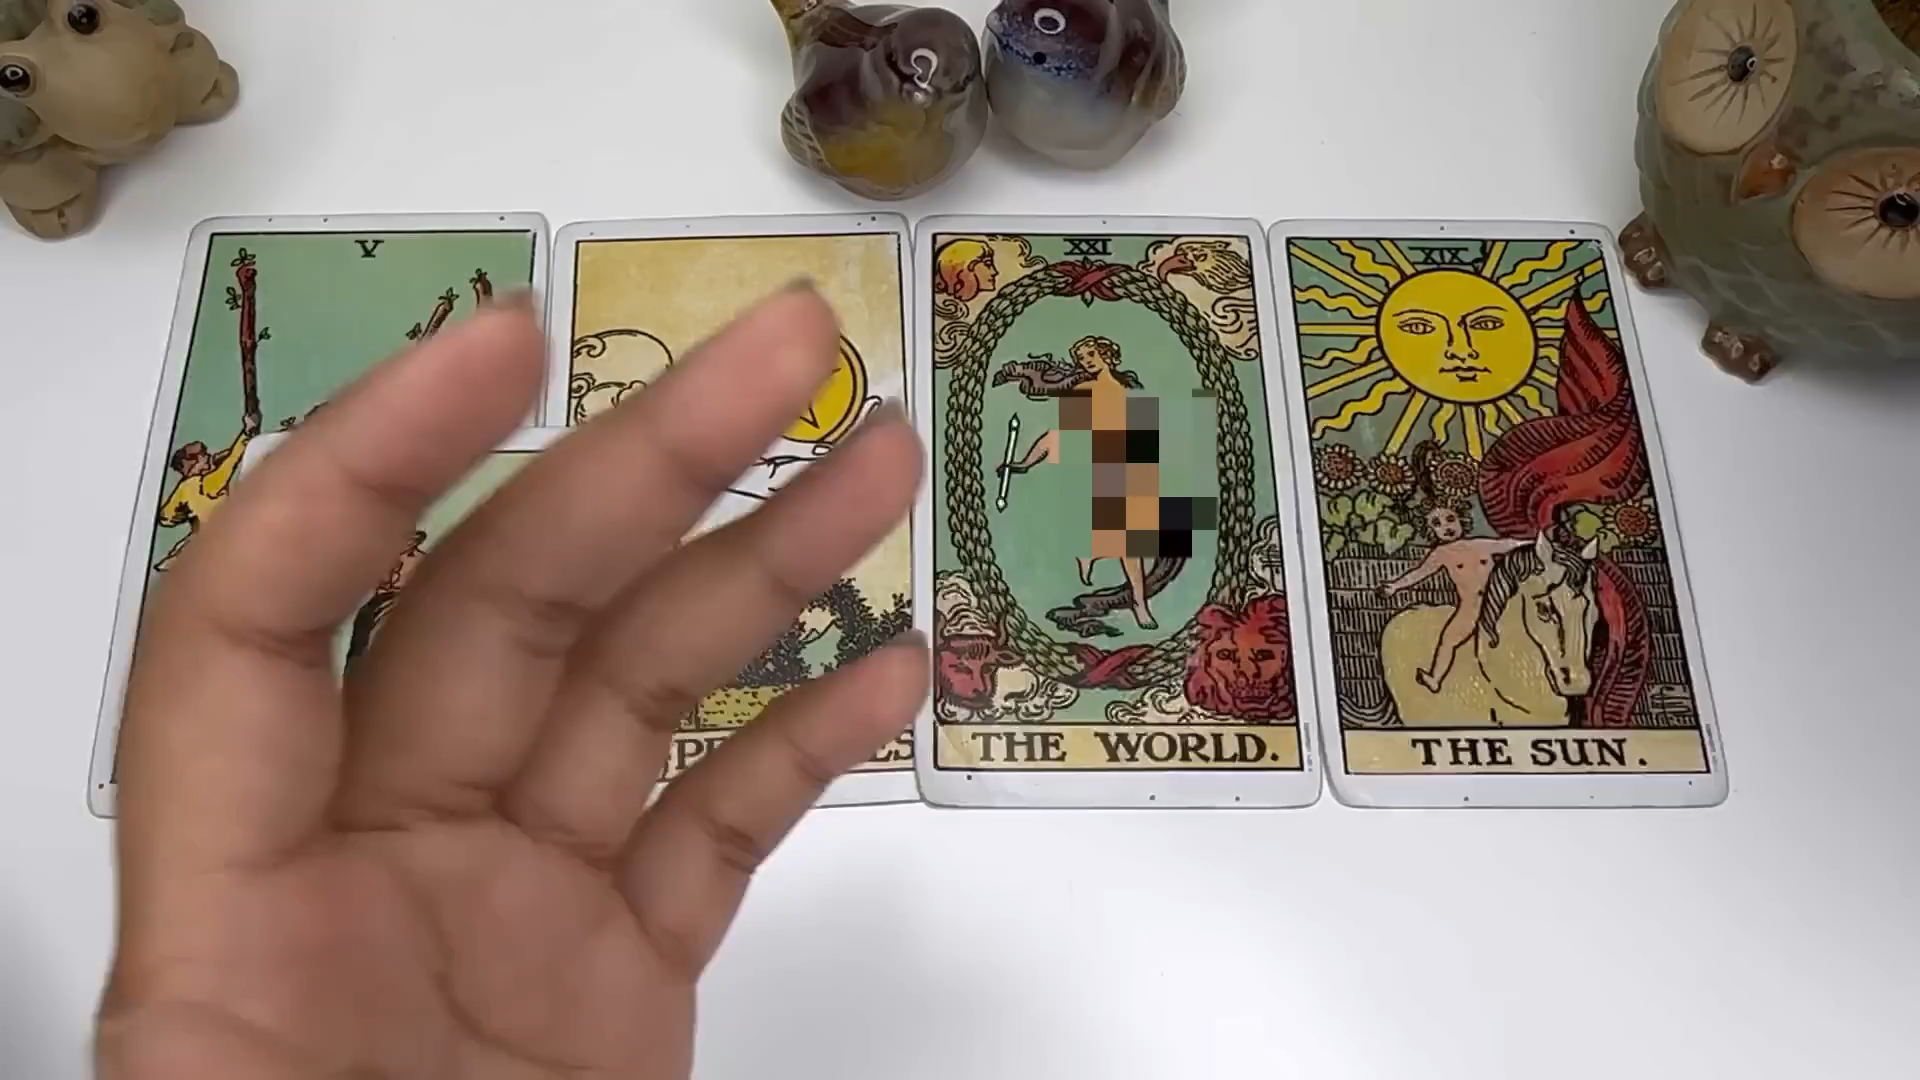 V
XXI
THE WORLD.
XIX
THE SUN.